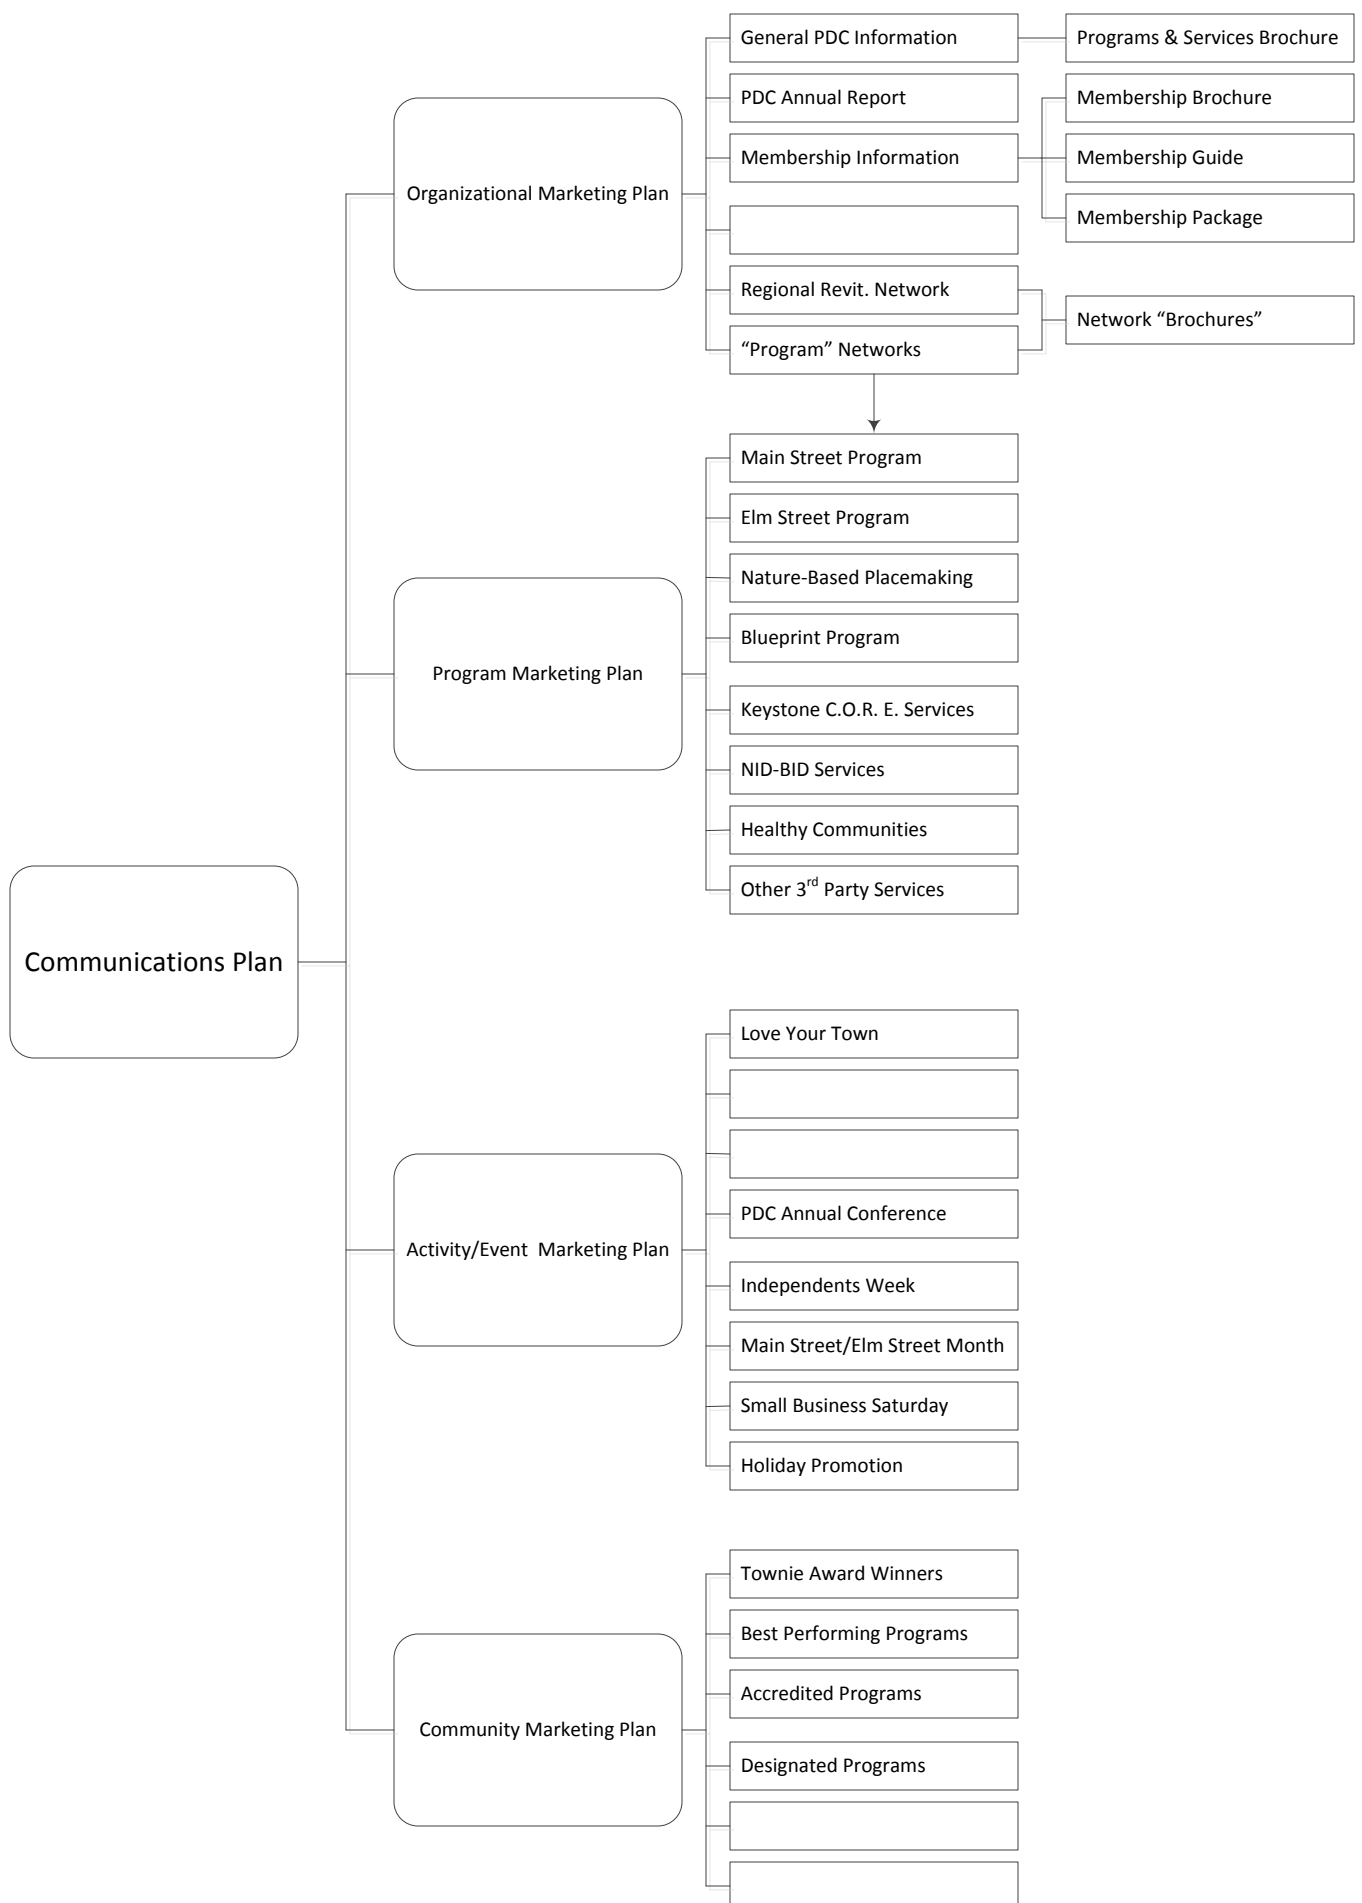 General PDC Information
Programs & Services Brochure
PDC Annual Report
Membership Brochure
Membership Information
Membership Guide
Organizational Marketing Plan
Membership Package
Regional Revit. Network
Network “Brochures”
“Program” Networks
Main Street Program
Elm Street Program
Nature-Based Placemaking
Blueprint Program
Program Marketing Plan
Keystone C.O.R. E. Services
NID-BID Services
Healthy Communities
Other 3rd Party Services
Communications Plan
Love Your Town
PDC Annual Conference
Activity/Event  Marketing Plan
Independents Week
Main Street/Elm Street Month
Small Business Saturday
Holiday Promotion
Townie Award Winners
Best Performing Programs
Accredited Programs
Community Marketing Plan
Designated Programs